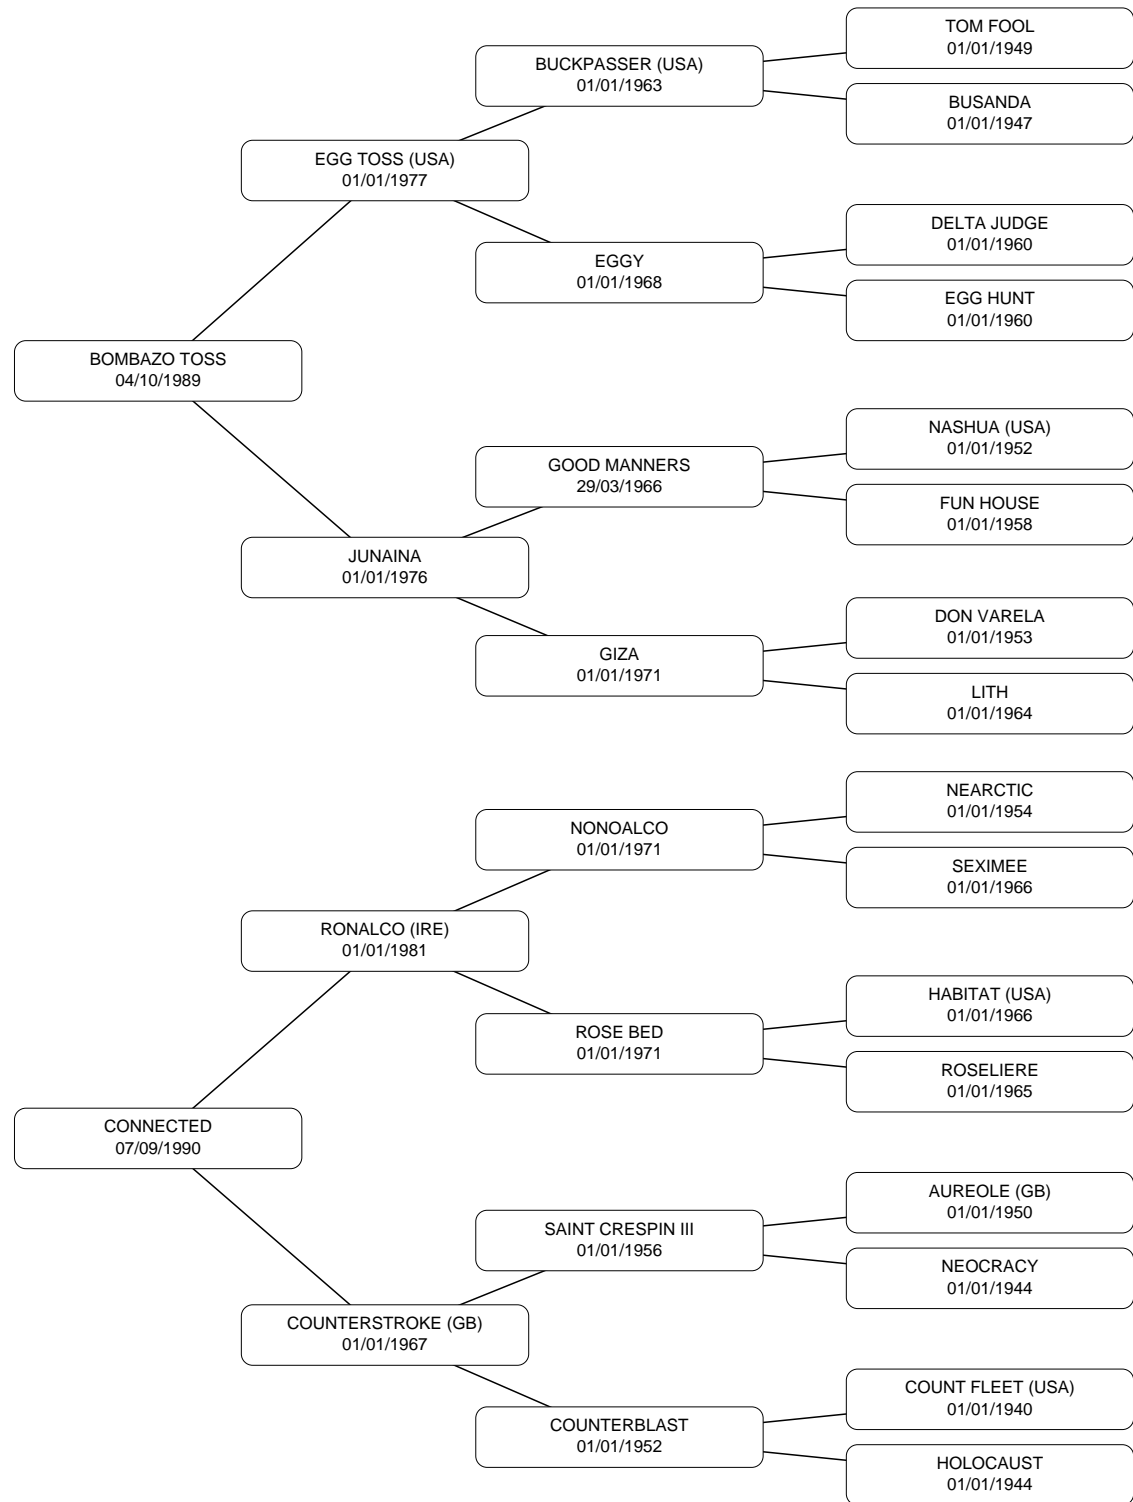 TOM FOOL
01/01/1949
BUCKPASSER (USA)
01/01/1963
BUSANDA
01/01/1947
EGG TOSS (USA)
01/01/1977
DELTA JUDGE
01/01/1960
EGGY
01/01/1968
EGG HUNT
01/01/1960
BOMBAZO TOSS
04/10/1989
NASHUA (USA)
01/01/1952
GOOD MANNERS
29/03/1966
FUN HOUSE
01/01/1958
JUNAINA
01/01/1976
DON VARELA
01/01/1953
GIZA
01/01/1971
LITH
01/01/1964
NEARCTIC
01/01/1954
NONOALCO
01/01/1971
SEXIMEE
01/01/1966
RONALCO (IRE)
01/01/1981
HABITAT (USA)
01/01/1966
ROSE BED
01/01/1971
ROSELIERE
01/01/1965
CONNECTED
07/09/1990
AUREOLE (GB)
01/01/1950
SAINT CRESPIN III
01/01/1956
NEOCRACY
01/01/1944
COUNTERSTROKE (GB)
01/01/1967
COUNT FLEET (USA)
01/01/1940
COUNTERBLAST
01/01/1952
HOLOCAUST
01/01/1944